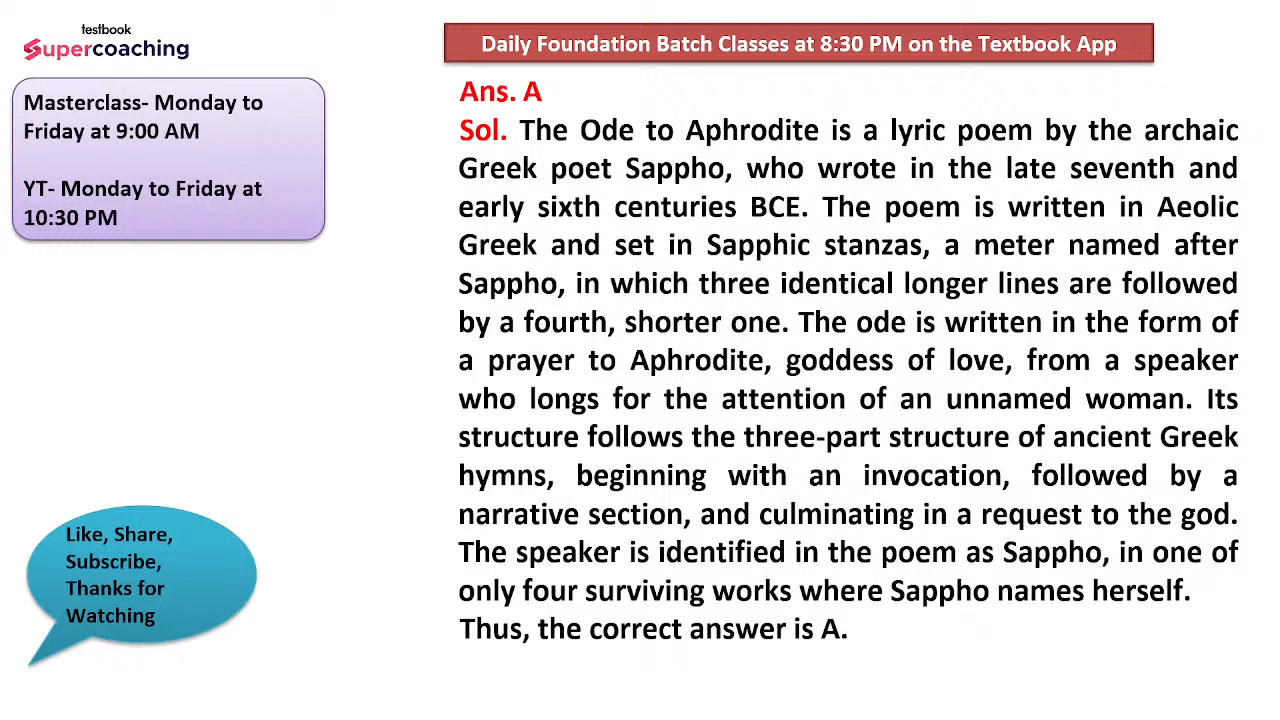 testbook
Supercoaching
Daily Foundation Batch Classes at 8:30 PM on the Textbook App
Masterclass- Monday to
Friday at 9:00 AM
YT- Monday to Friday at
10:30 PM
Ans. A
Sol. The Ode to Aphrodite is a lyric poem by the archaic
Greek poet Sappho, who wrote in the late seventh and
early sixth centuries BCE. The poem is written in Aeolic
Greek and set in Sapphic stanzas, a meter named after
Sappho, in which three identical longer lines are followed
by a fourth, shorter one. The ode is written in the form of
a prayer to Aphrodite, goddess of love, from a speaker
who longs for the attention of an unnamed woman. Its
structure follows the three-part structure of ancient Greek
hymns, beginning with an invocation, followed by a
narrative section, and culminating in a request to the god.
The speaker is identified in the poem as Sappho, in one of
only four surviving works where Sappho names herself.
Thus, the correct answer is A.
Like, Share,
Subscribe,
Thanks for
Watching